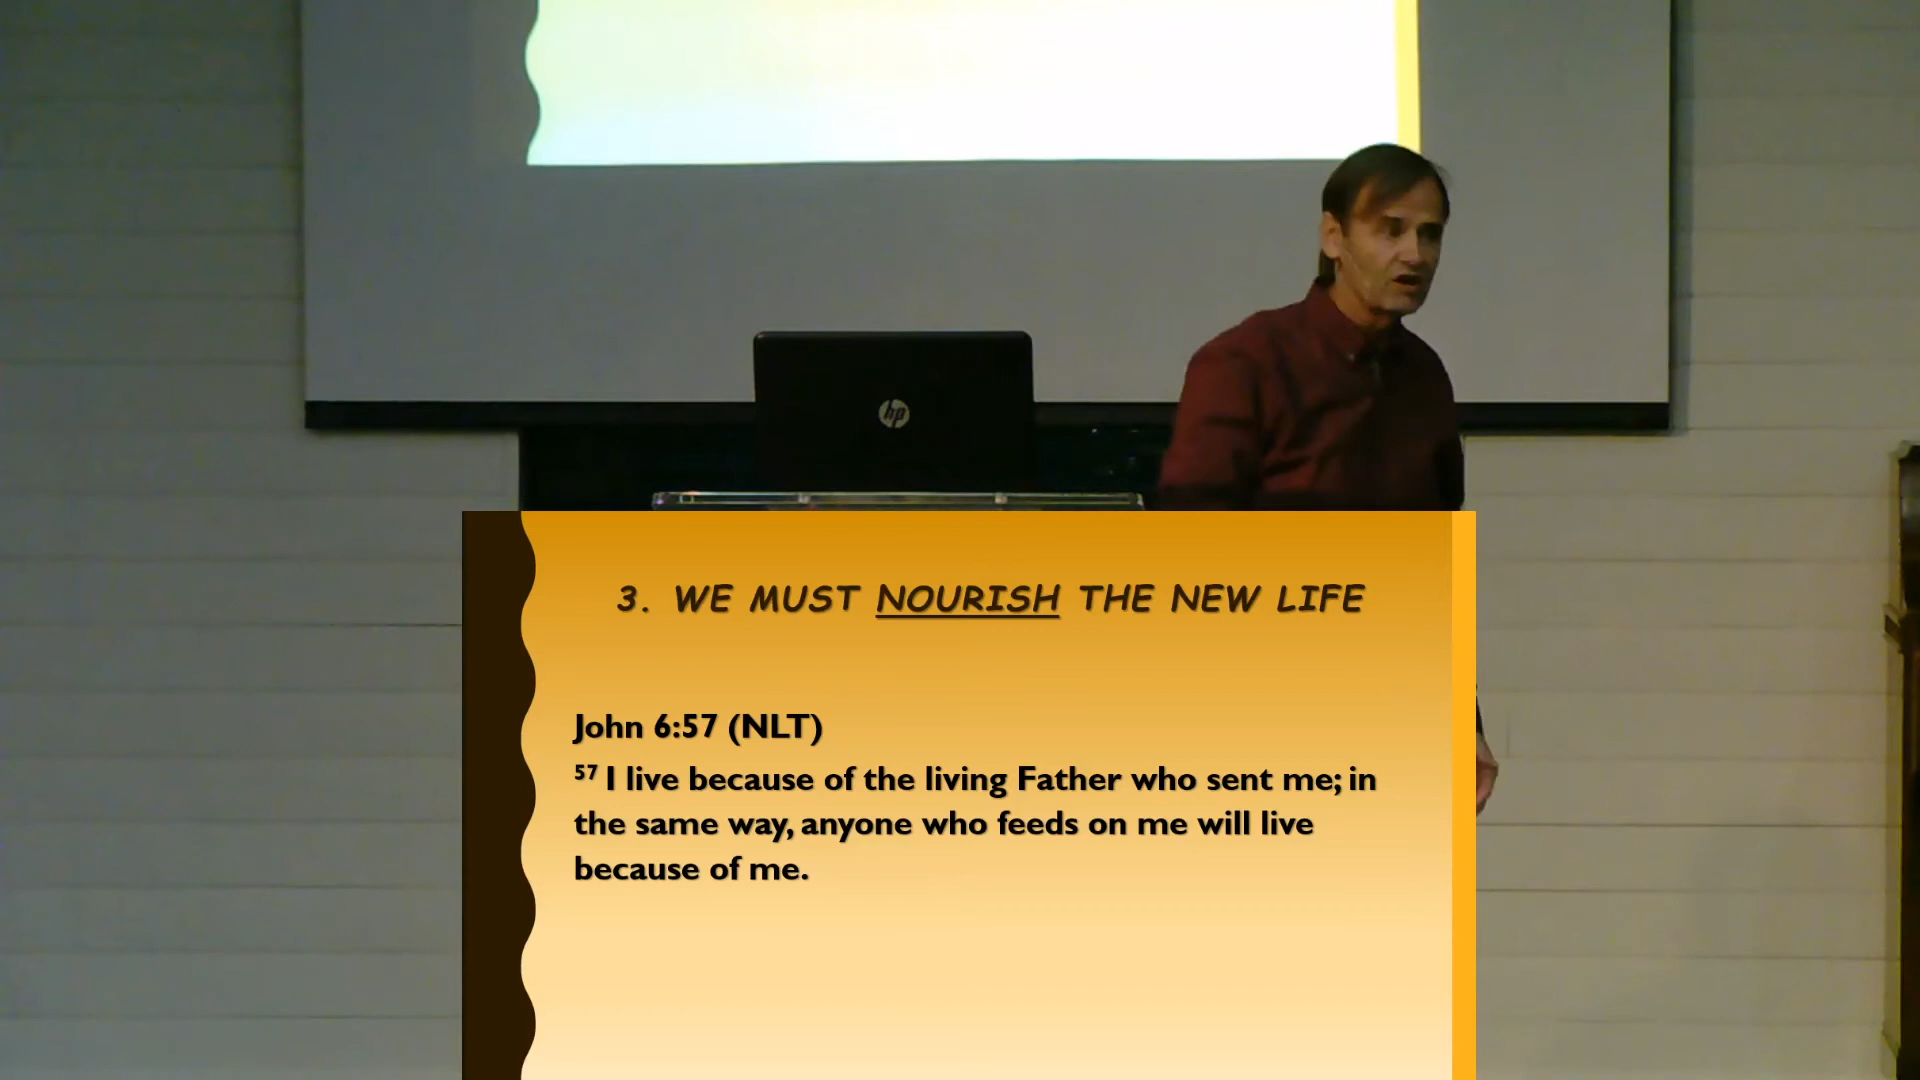 hp
3. WE MUST NOURISH THE NEW LIFE
John 6:57 (NLT)
57 I live because of the living Father who sent me; in
the same way, anyone who feeds on me will live
because of me.